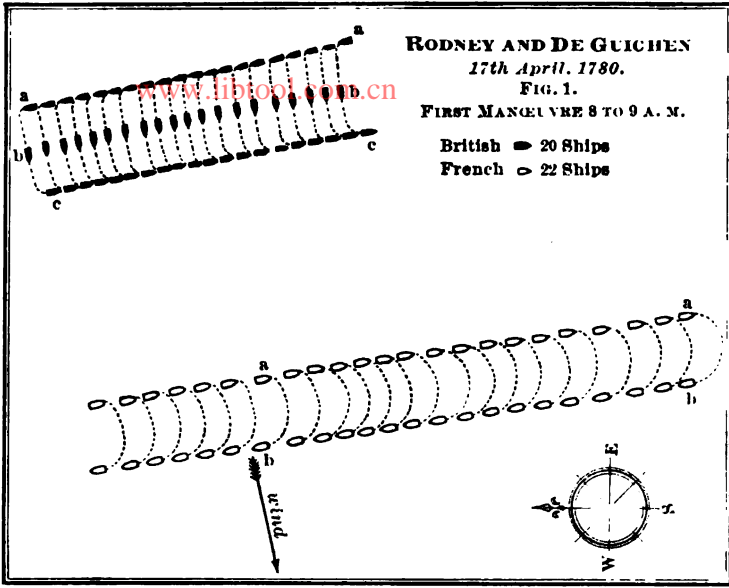 RODNEY AND DE GUICHEN
17th April. 1780.
FIG. 1.
FIRST MANŒUVRE 8 TO 9 A. M.
British 20 Ships
French 22 Ships
www.libtool.com.cn
a
a
b
b
c
c
a
a
b
b
wind
E
W